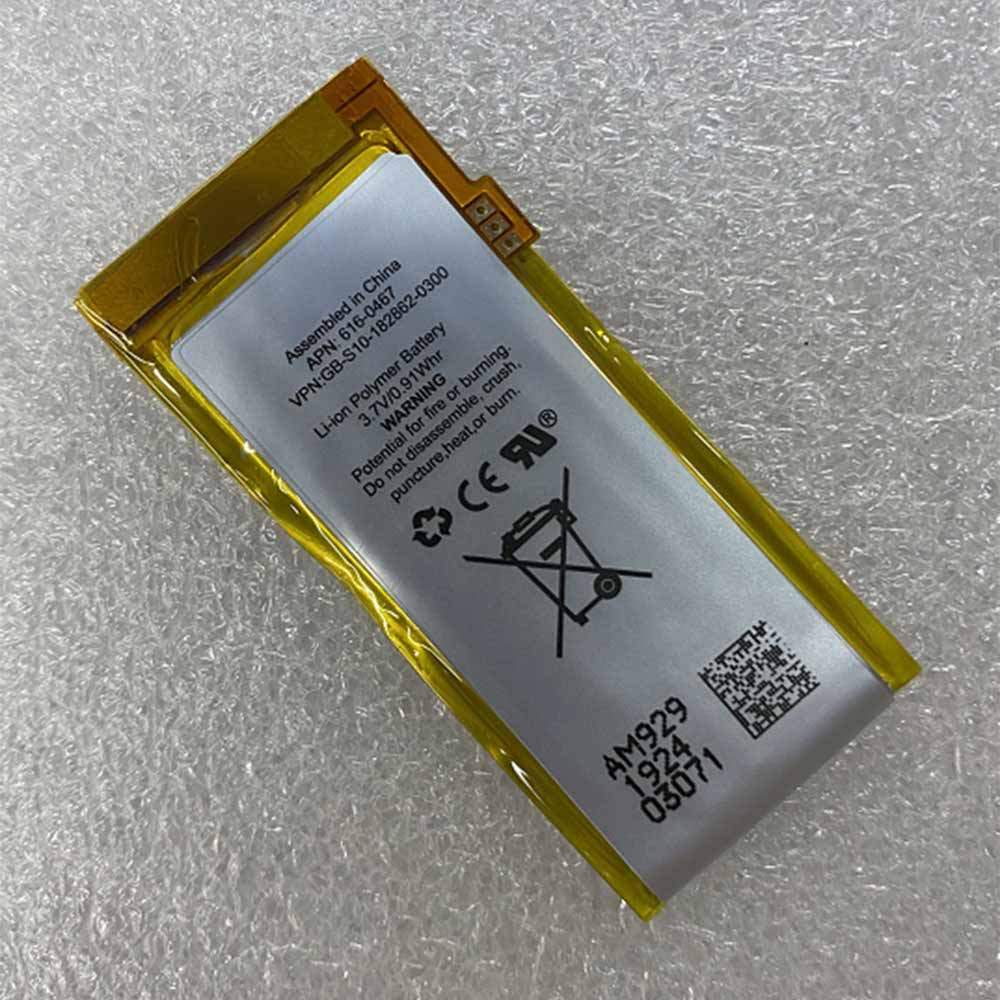 Assembled in China
APN: 616-0467
VPN:GB-S10-182862-0300
Li-ion Polymer Battery
3.7V/0.91Whr
WARNING
Potential for fire or burning.
Do not disassemble, crush,
puncture,heat,or burn.
CE RU®
AM929
1924
03071